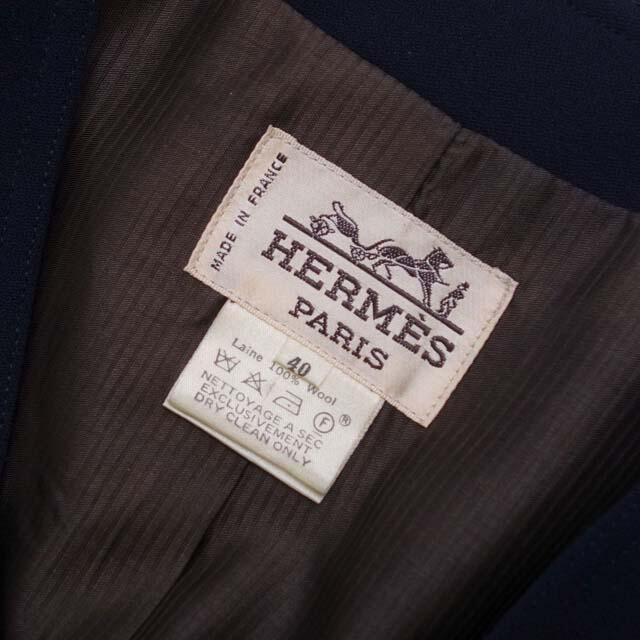 MADE IN FRANCE
HERMÈS
PARIS
40
Laine 100% Wool
F ®
NETTOYAGE A SEC
EXCLUSIVEMENT
DRY CLEAN ONLY